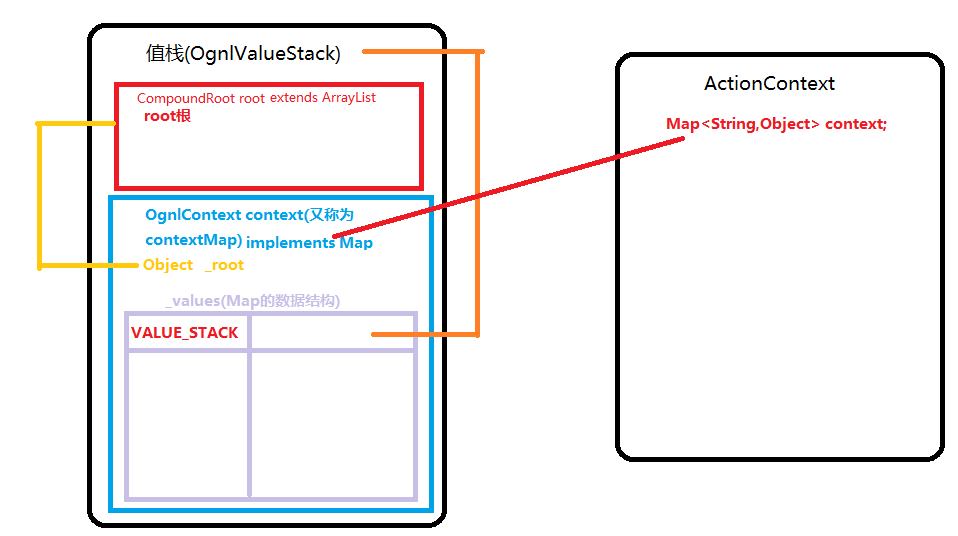 值栈(OgnlValueStack)
CompoundRoot root extends ArrayList
root根
OgnlContext context(又称为
contextMap) implements Map
Object _root
_values(Map的数据结构)
VALUE_STACK
ActionContext
Map<String,Object> context;